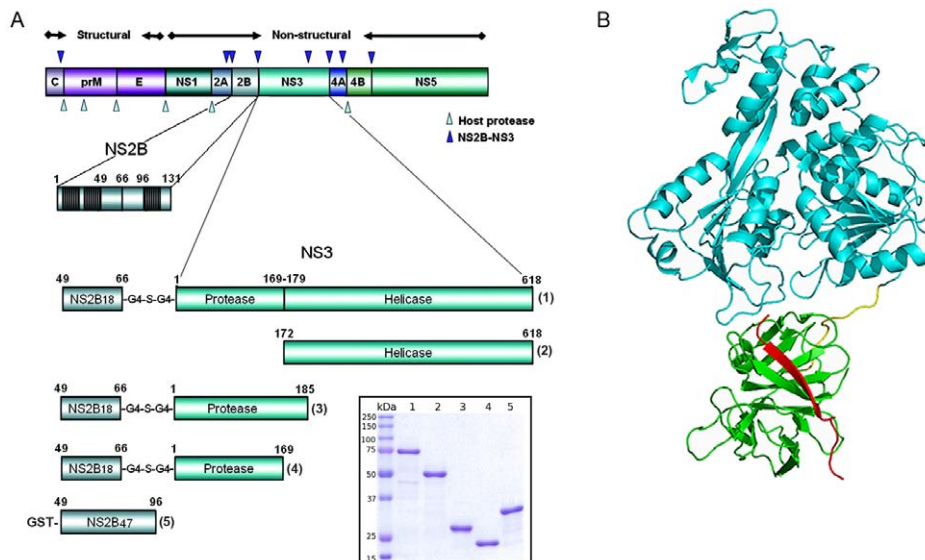 A
B
Structural Non-structural
C prM E NS1 2A 2B NS3 4A 4B NS5
Host protease
NS2B-NS3
NS2B
1 49 66 96 131
NS3
49 66 1 169-179 618
NS2B18 -G4-S-G4- Protease Helicase (1)
172 618
Helicase (2)
49 66 1 185
NS2B18 -G4-S-G4- Protease (3)
49 66 1 169
NS2B18 -G4-S-G4- Protease (4)
49 96
GST- NS2B47 (5)
kDa 1 2 3 4 5
250
150
100
75
50
37
25
15